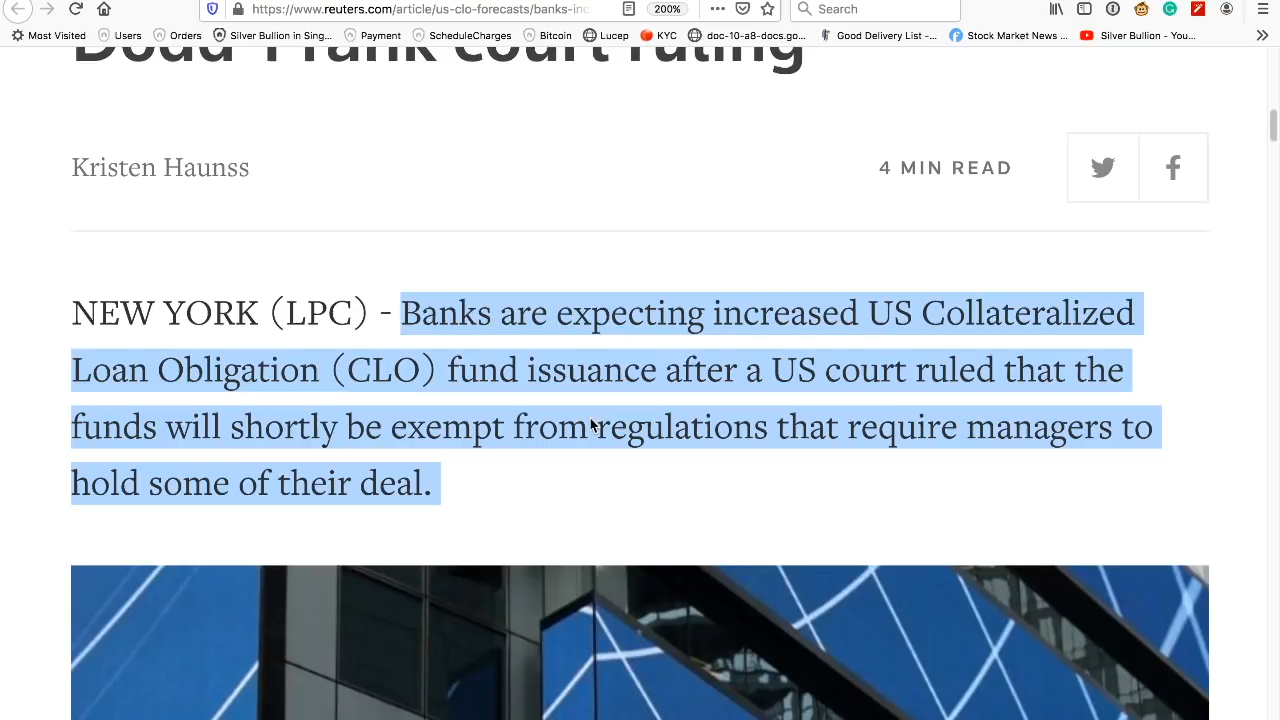 https://www.reuters.com/article/us-clo-forecasts/banks-inc
200%
Search
Most Visited
Users
Orders
Silver Bullion in Sing...
Payment
ScheduleCharges
Bitcoin
Lucep
KYC
doc-10-a8-docs.go...
Good Delivery List -...
Stock Market News ...
Silver Bullion - You...
Dodd-Frank court ruling
Kristen Haunss
4 MIN READ
NEW YORK (LPC) - Banks are expecting increased US Collateralized
Loan Obligation (CLO) fund issuance after a US court ruled that the
funds will shortly be exempt from regulations that require managers to
hold some of their deal.